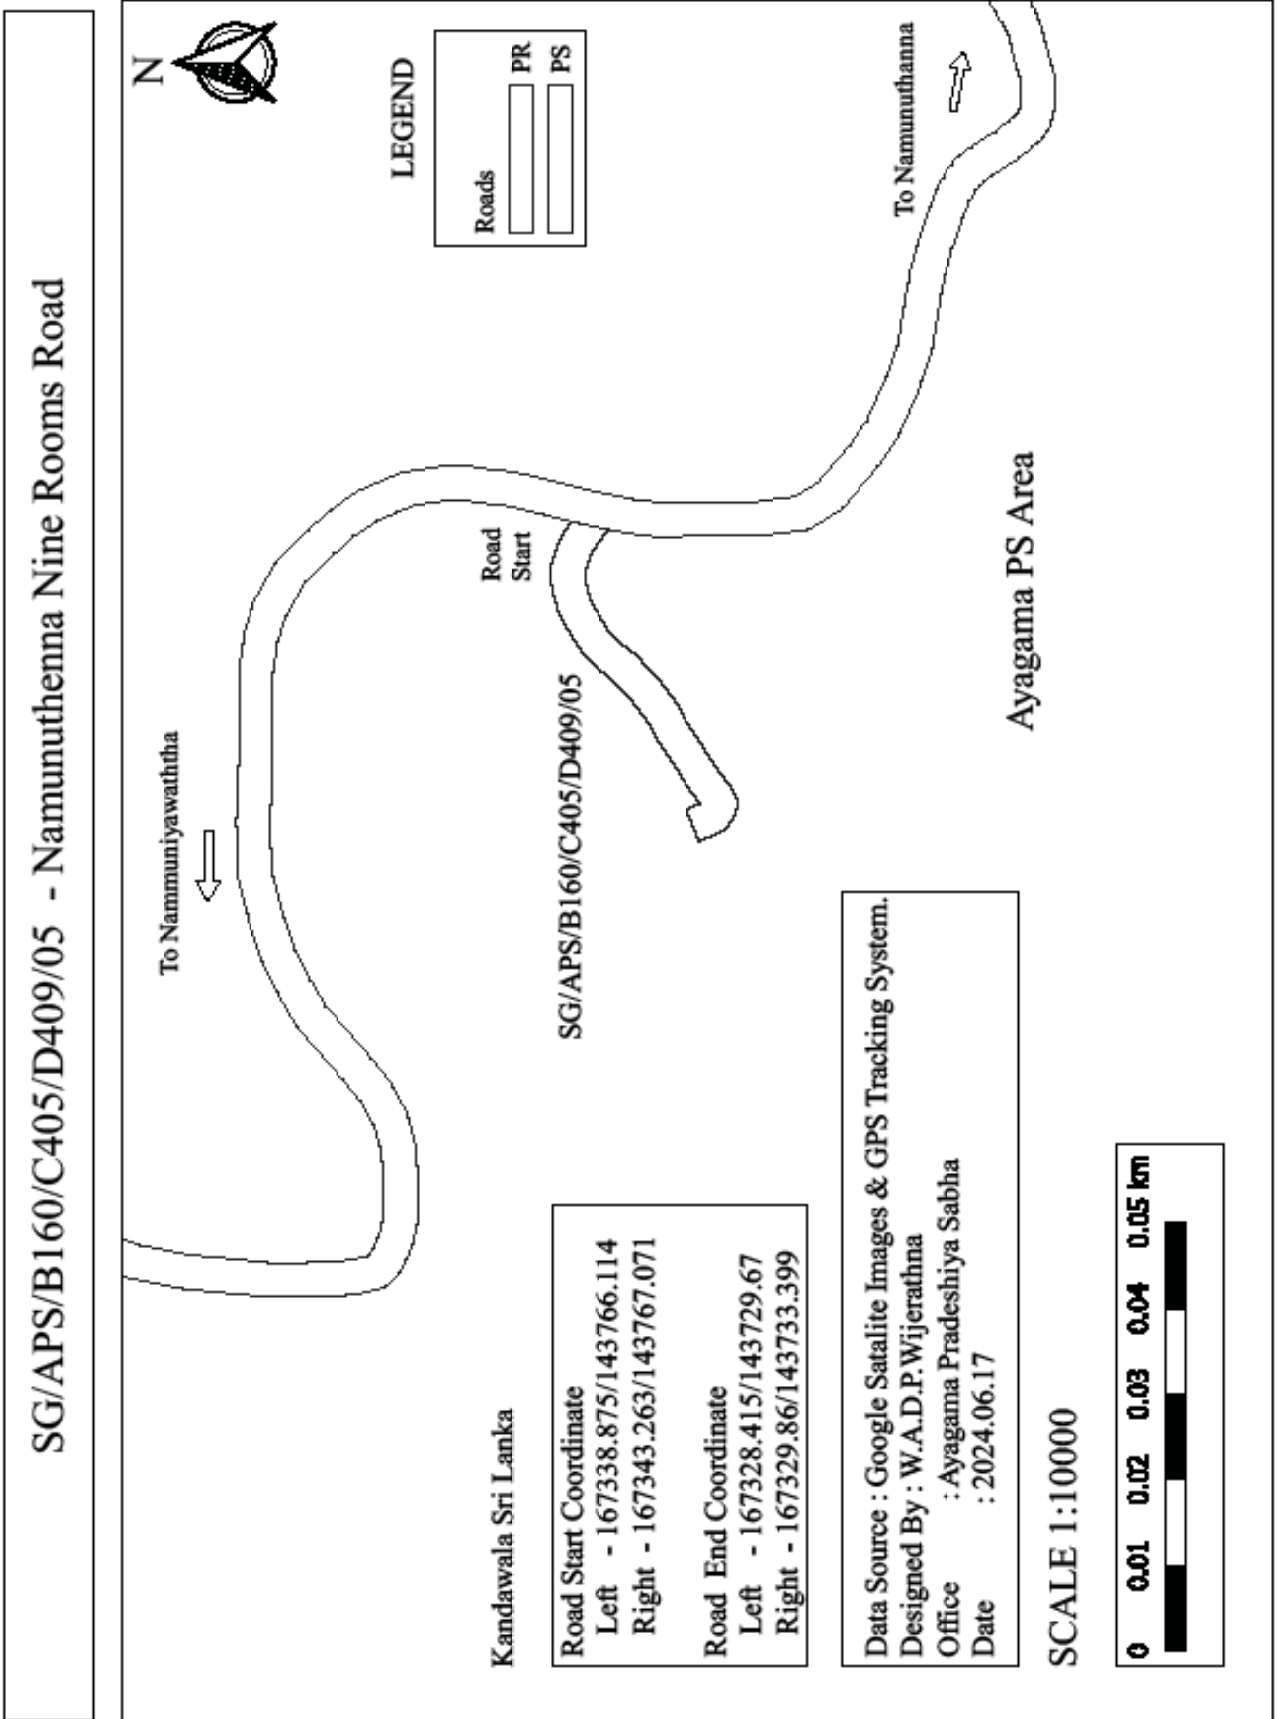 SG/APS/B160/C405/D409/05 - Namunuthenna Nine Rooms Road
N
To Nammuniyawaththa
LEGEND
Roads
PR
PS
To Namunuthanna
Road
Start
SG/APS/B160/C405/D409/05
Ayagama PS Area
Kandawala Sri Lanka
Road Start Coordinate
Left - 167338.875/143766.114
Right - 167343.263/143767.071
Road End Coordinate
Left - 167328.415/143729.67
Right - 167329.86/143733.399
Data Source : Google Satalite Images & GPS Tracking System.
Designed By : W.A.D.P.Wijerathna
Office : Ayagama Pradeshiya Sabha
Date : 2024.06.17
SCALE 1:10000
0 0.01 0.02 0.03 0.04 0.05 km